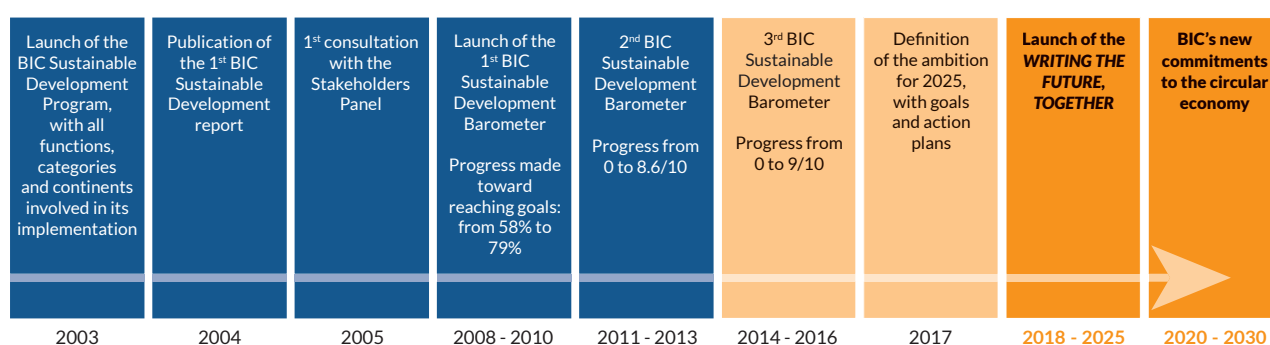 Launch of the
BIC Sustainable
Development
Program,
with all
functions,
categories
and continents
involved in its
implementation
2003
Publication of
the 1st BIC
Sustainable
Development
report
2004
1st consultation
with the
Stakeholders
Panel
2005
Launch of the
1st BIC
Sustainable
Development
Barometer
Progress made
toward
reaching goals:
from 58% to
79%
2008 - 2010
2nd BIC
Sustainable
Development
Barometer
Progress from
0 to 8.6/10
2011 - 2013
3rd BIC
Sustainable
Development
Barometer
Progress from
0 to 9/10
2014 - 2016
Definition
of the ambition
for 2025,
with goals
and action
plans
2017
Launch of the
WRITING THE
FUTURE,
TOGETHER
2018 - 2025
BIC’s new
commitments
to the circular
economy
2020 - 2030